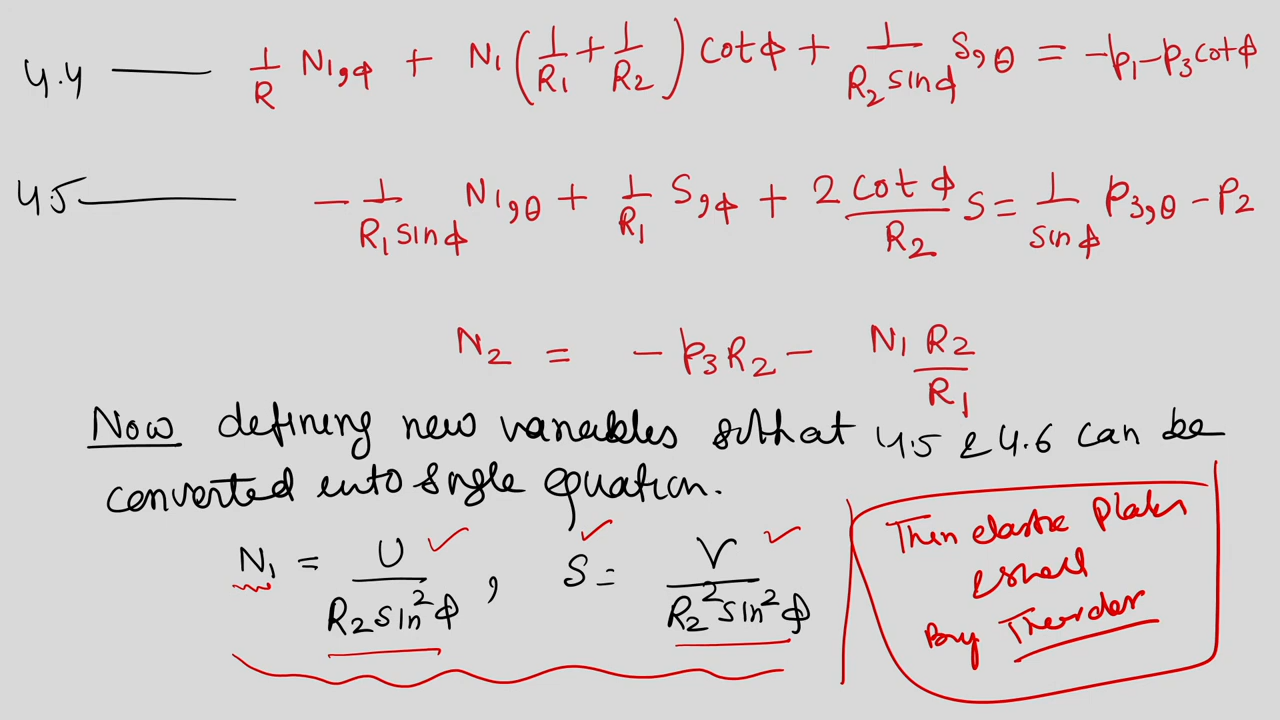 4.4 — 1/R N1,φ + N1 (1/R1 + 1/R2) cot φ + 1/(R2 sin φ) S,θ = -p1 - p3 cot φ
45 — - 1/(R1 sin φ) N1,θ + 1/R1 S,φ + 2 cot φ/R2 S = 1/sin φ p3,θ - P2
N2 = - p3 R2 - N1 R2/R1
Now defining new variables so that 4.5 & 4.6 can be
converted into single equation.
N1 = U/(R2 sin²φ) , S = V/(R2² sin²φ)
Thin elastic Plates
& shell
By